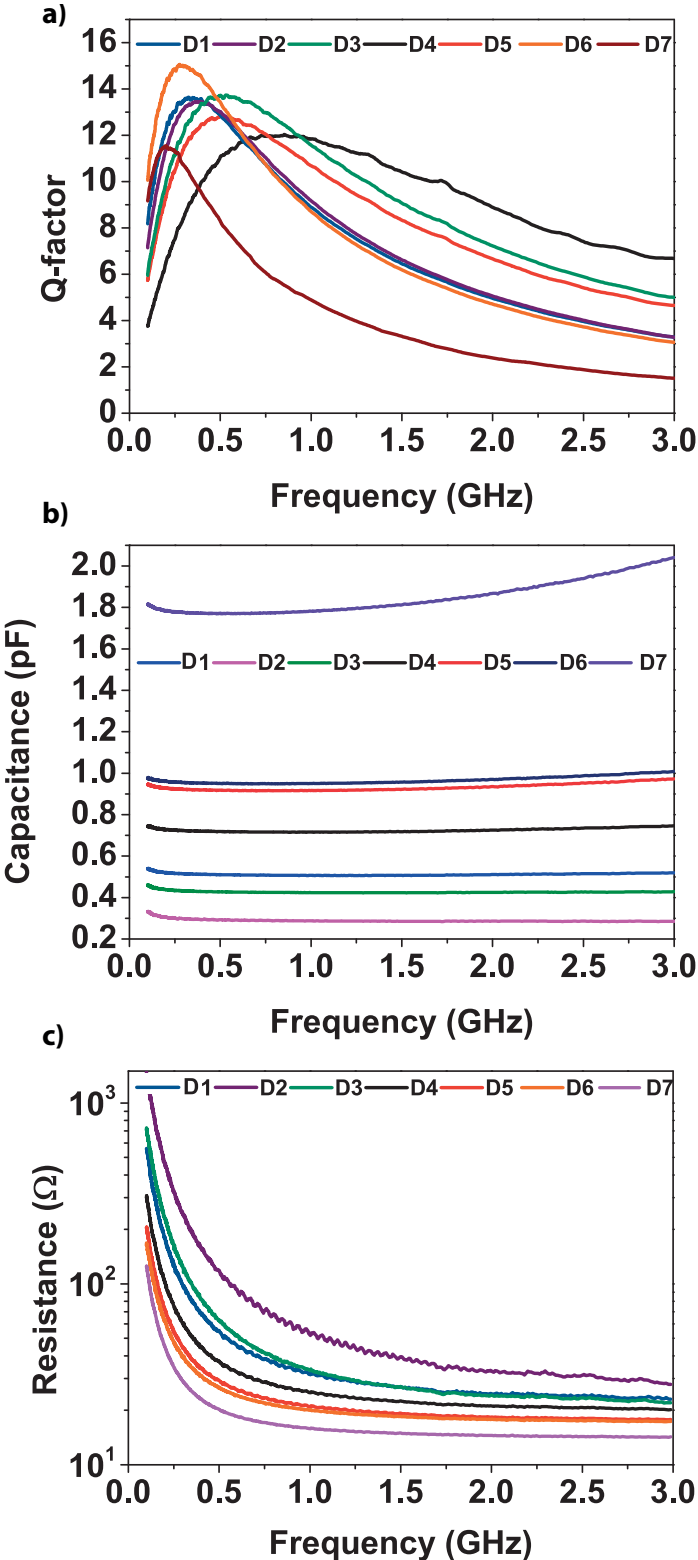 a)
D1 D2 D3 D4 D5 D6 D7
16
14
12
10
8
6
4
2
0
Q-factor
0.0 0.5 1.0 1.5 2.0 2.5 3.0
Frequency (GHz)
b)
2.0
1.8
1.6
D1 D2 D3 D4 D5 D6 D7
1.4
1.2
1.0
0.8
0.6
0.4
0.2
Capacitance (pF)
0.0 0.5 1.0 1.5 2.0 2.5 3.0
Frequency (GHz)
c)
D1 D2 D3 D4 D5 D6 D7
10³
10²
10¹
Resistance (Ω)
0.0 0.5 1.0 1.5 2.0 2.5 3.0
Frequency (GHz)